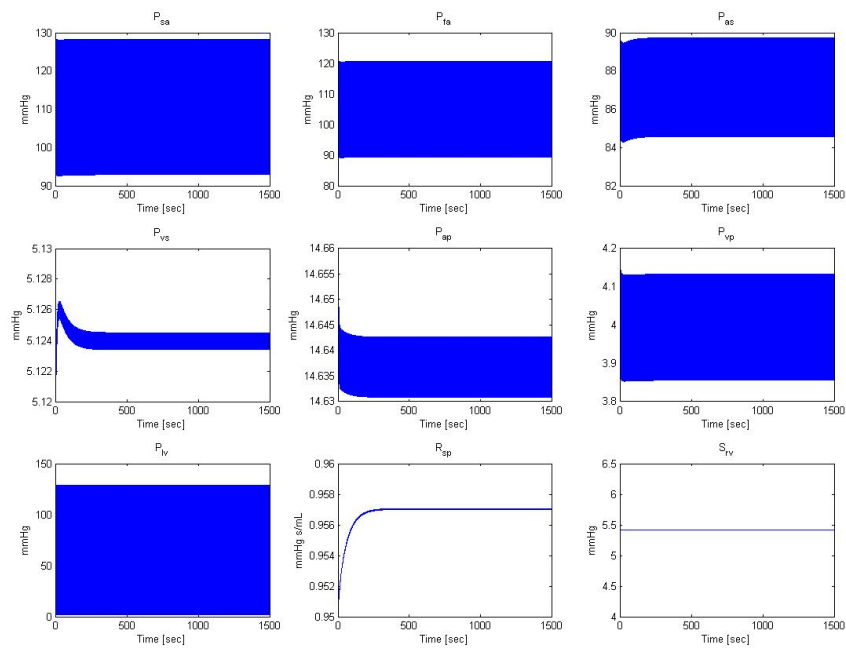 P_sa
mmHg
130
120
110
100
90
0 500 1000 1500
Time [sec]
P_fa
mmHg
130
120
110
100
90
80
0 500 1000 1500
Time [sec]
P_as
mmHg
90
88
86
84
82
0 500 1000 1500
Time [sec]
P_vs
mmHg
5.13
5.128
5.126
5.124
5.122
5.12
0 500 1000 1500
Time [sec]
P_ap
mmHg
14.66
14.655
14.65
14.645
14.64
14.635
14.63
0 500 1000 1500
Time [sec]
P_vp
mmHg
4.2
4.1
4
3.9
3.8
0 500 1000 1500
Time [sec]
P_lv
mmHg
150
100
50
0
0 500 1000 1500
Time [sec]
R_sp
mmHg s/mL
0.96
0.958
0.956
0.954
0.952
0.95
0 500 1000 1500
Time [sec]
S_rv
mmHg
6.5
6
5.5
5
4.5
4
0 500 1000 1500
Time [sec]